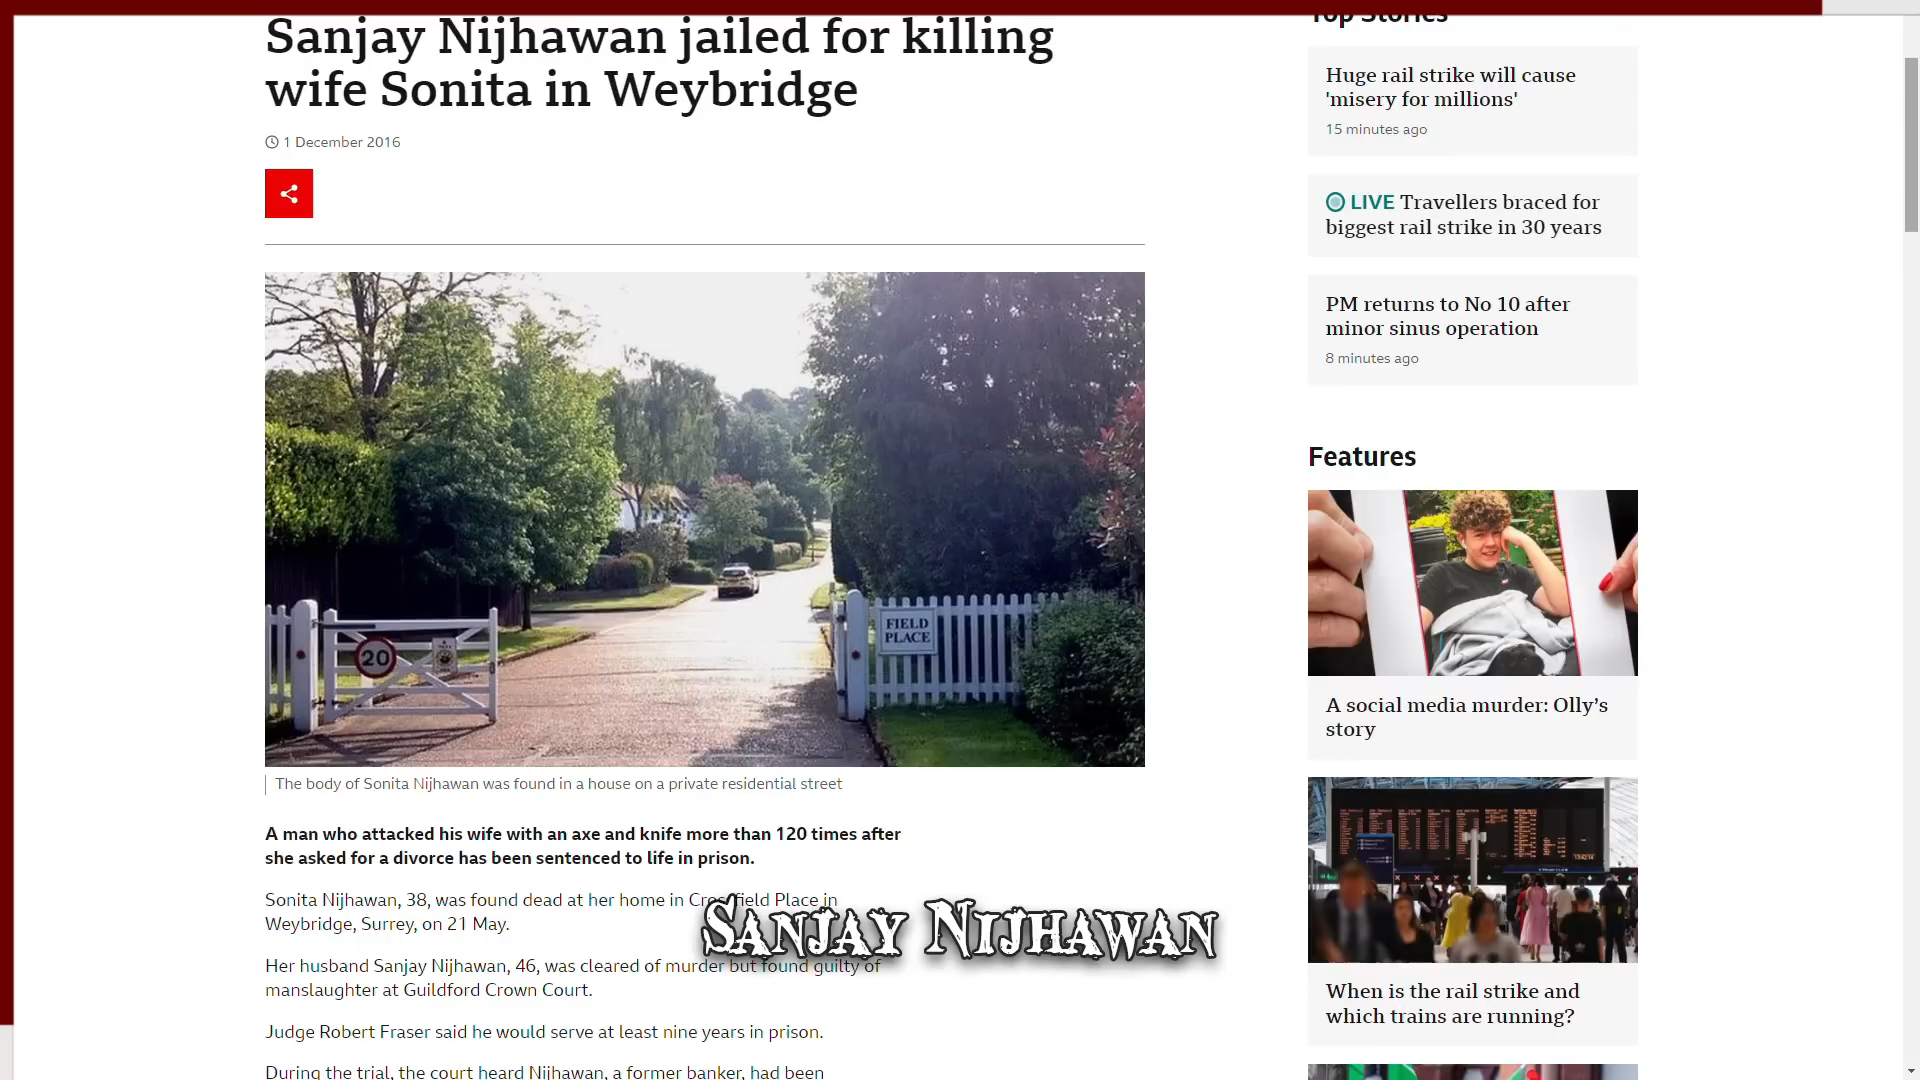 Sanjay Nijhawan jailed for killing
wife Sonita in Weybridge
1 December 2016
FIELD
PLACE
20
The body of Sonita Nijhawan was found in a house on a private residential street
A man who attacked his wife with an axe and knife more than 120 times after
she asked for a divorce has been sentenced to life in prison.
Sonita Nijhawan, 38, was found dead at her home in Crossfield Place in
Weybridge, Surrey, on 21 May.
Her husband Sanjay Nijhawan, 46, was cleared of murder but found guilty of
manslaughter at Guildford Crown Court.
Judge Robert Fraser said he would serve at least nine years in prison.
During the trial, the court heard Nijhawan, a former banker, had been
Sanjay Nijhawan
Top Stories
Huge rail strike will cause
'misery for millions'
15 minutes ago
LIVE Travellers braced for
biggest rail strike in 30 years
PM returns to No 10 after
minor sinus operation
8 minutes ago
Features
A social media murder: Olly’s
story
When is the rail strike and
which trains are running?